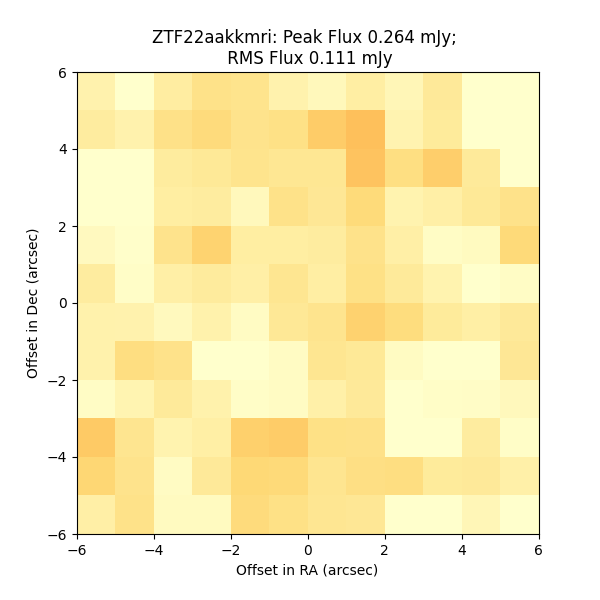 ZTF22aakkmri: Peak Flux 0.264 mJy;
RMS Flux 0.111 mJy
6
4
2
0
−2
−4
−6
Offset in Dec (arcsec)
−6 −4 −2 0 2 4 6
Offset in RA (arcsec)